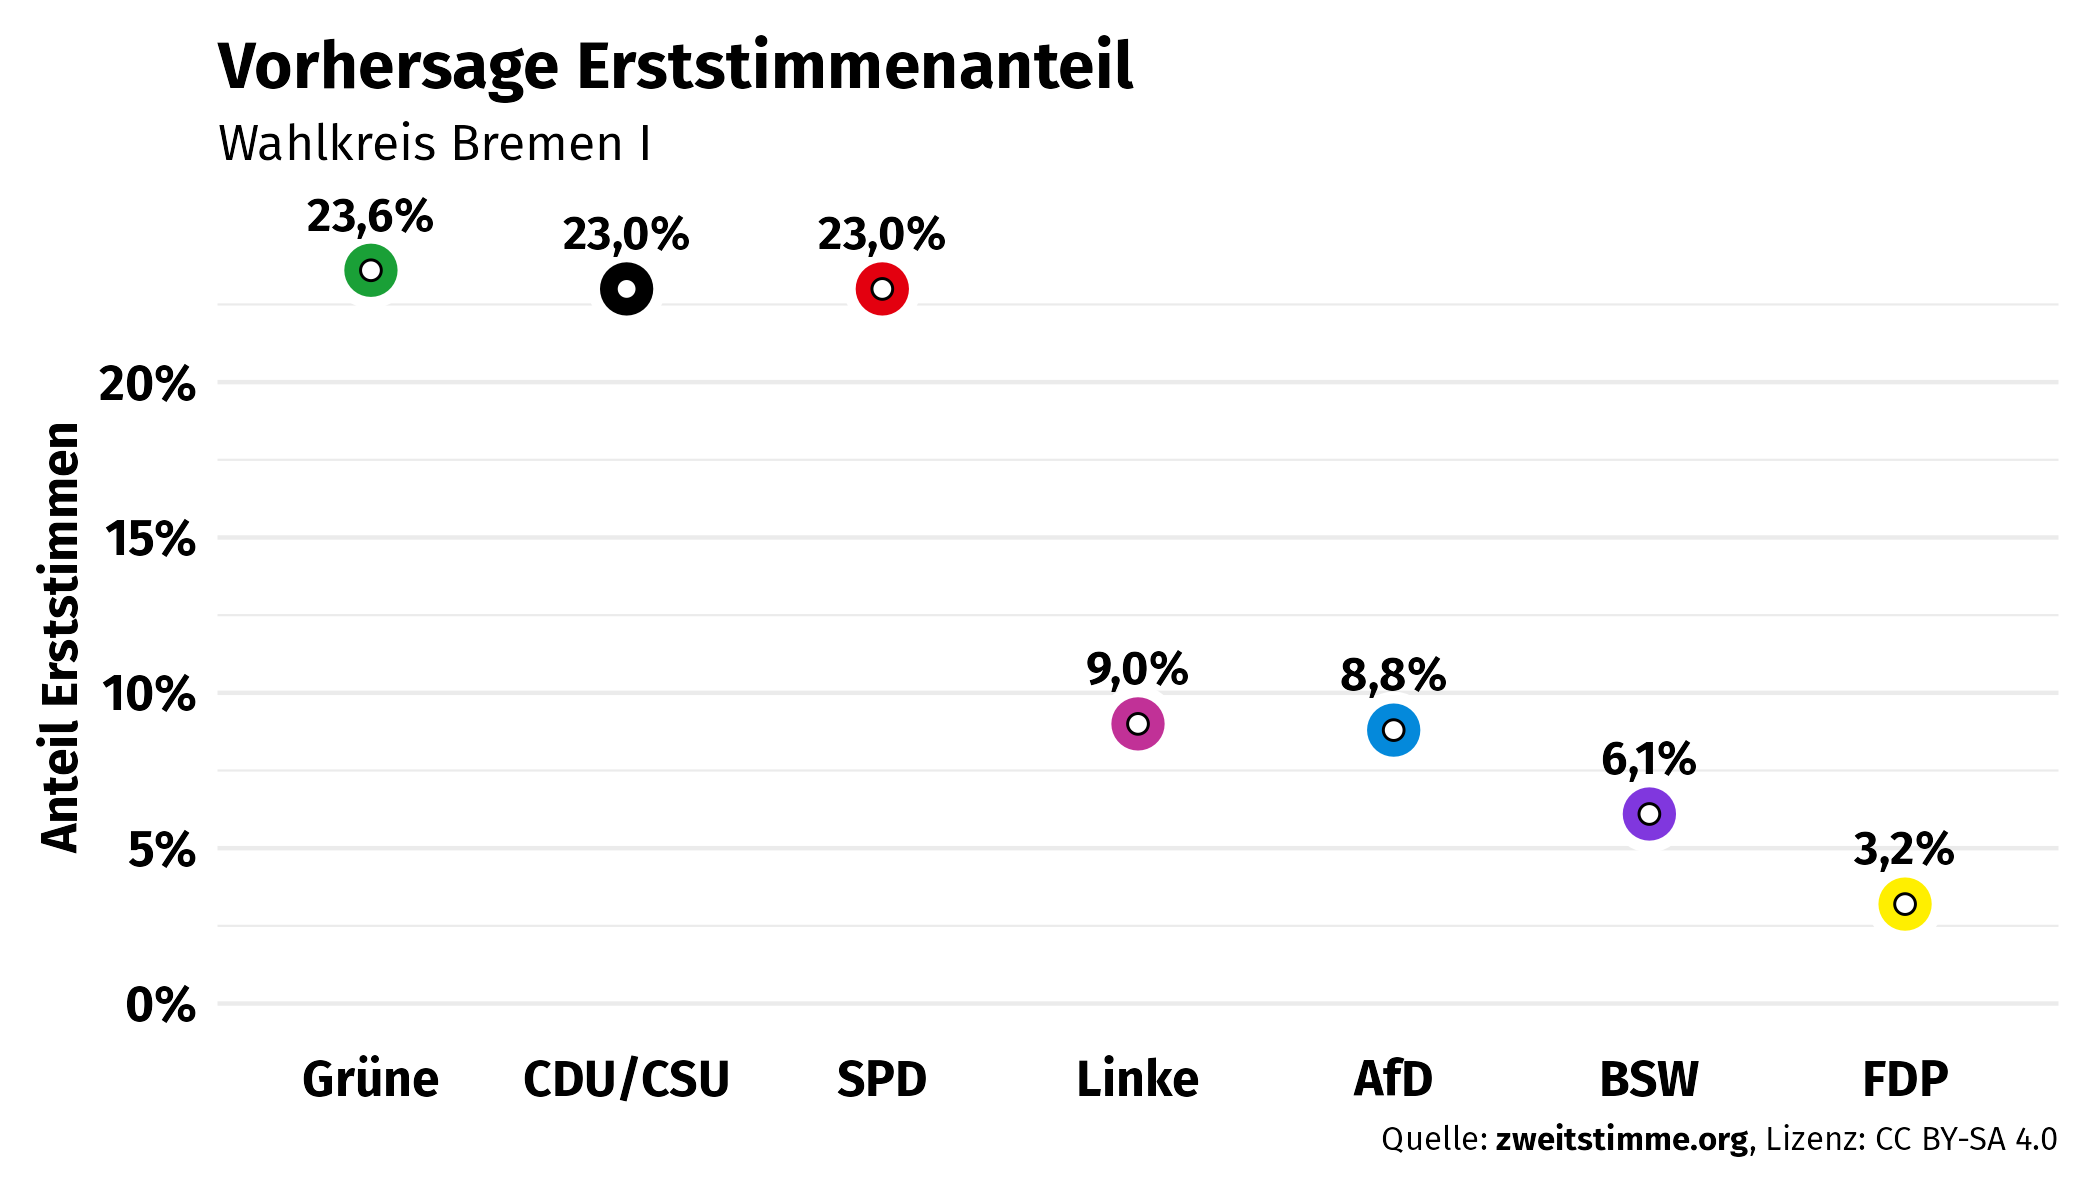 Vorhersage Erststimmenanteil
Wahlkreis Bremen I
23,6%
23,0%
23,0%
20%
15%
10%
5%
0%
Anteil Erststimmen
9,0%
8,8%
6,1%
3,2%
Grüne
CDU/CSU
SPD
Linke
AfD
BSW
FDP
Quelle: zweitstimme.org, Lizenz: CC BY-SA 4.0